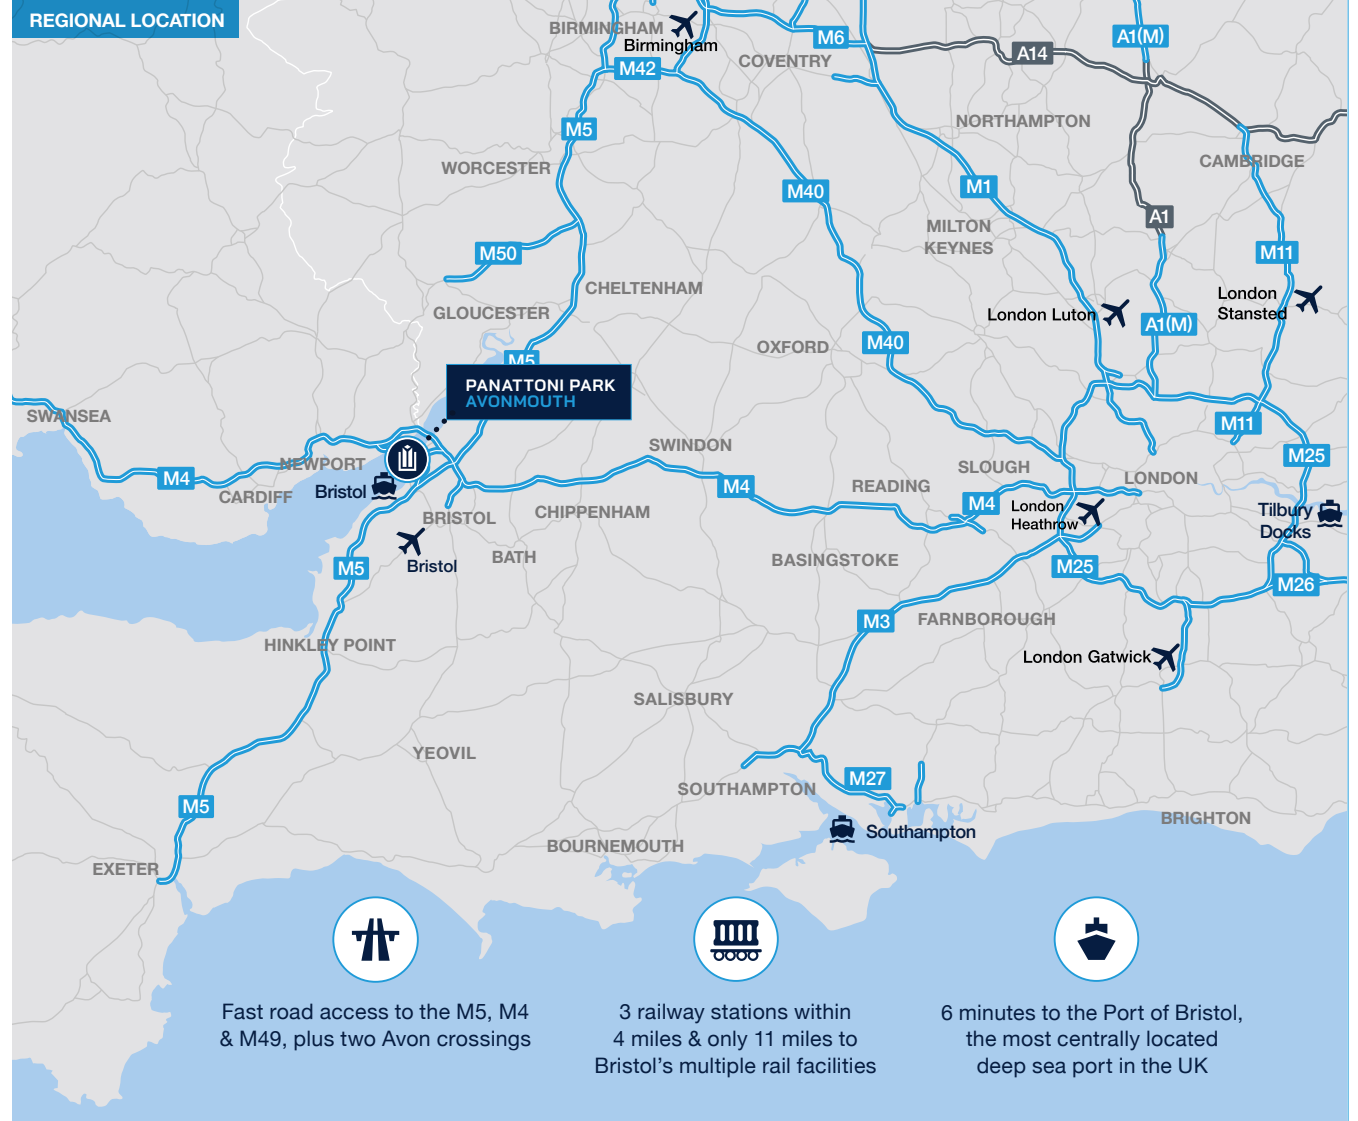 REGIONAL LOCATION
BIRMINGHAM
Birmingham
M6
A1(M)
A14
M42
COVENTRY
M5
NORTHAMPTON
WORCESTER
CAMBRIDGE
M40
M1
A1
MILTON
KEYNES
M50
M11
CHELTENHAM
London
Stansted
GLOUCESTER
London Luton
A1(M)
M5
OXFORD
M40
PANATTONI PARK
AVONMOUTH
SWANSEA
M11
SWINDON
M25
NEWPORT
SLOUGH
M4
LONDON
CARDIFF
Bristol
M4
READING
M4
London
Heathrow
Tilbury
Docks
BRISTOL
CHIPPENHAM
BATH
Bristol
M5
BASINGSTOKE
M25
M26
M3
FARNBOROUGH
HINKLEY POINT
London Gatwick
SALISBURY
YEOVIL
M27
SOUTHAMPTON
M5
BRIGHTON
Southampton
BOURNEMOUTH
EXETER
Fast road access to the M5, M4
& M49, plus two Avon crossings
3 railway stations within
4 miles & only 11 miles to
Bristol's multiple rail facilities
6 minutes to the Port of Bristol,
the most centrally located
deep sea port in the UK